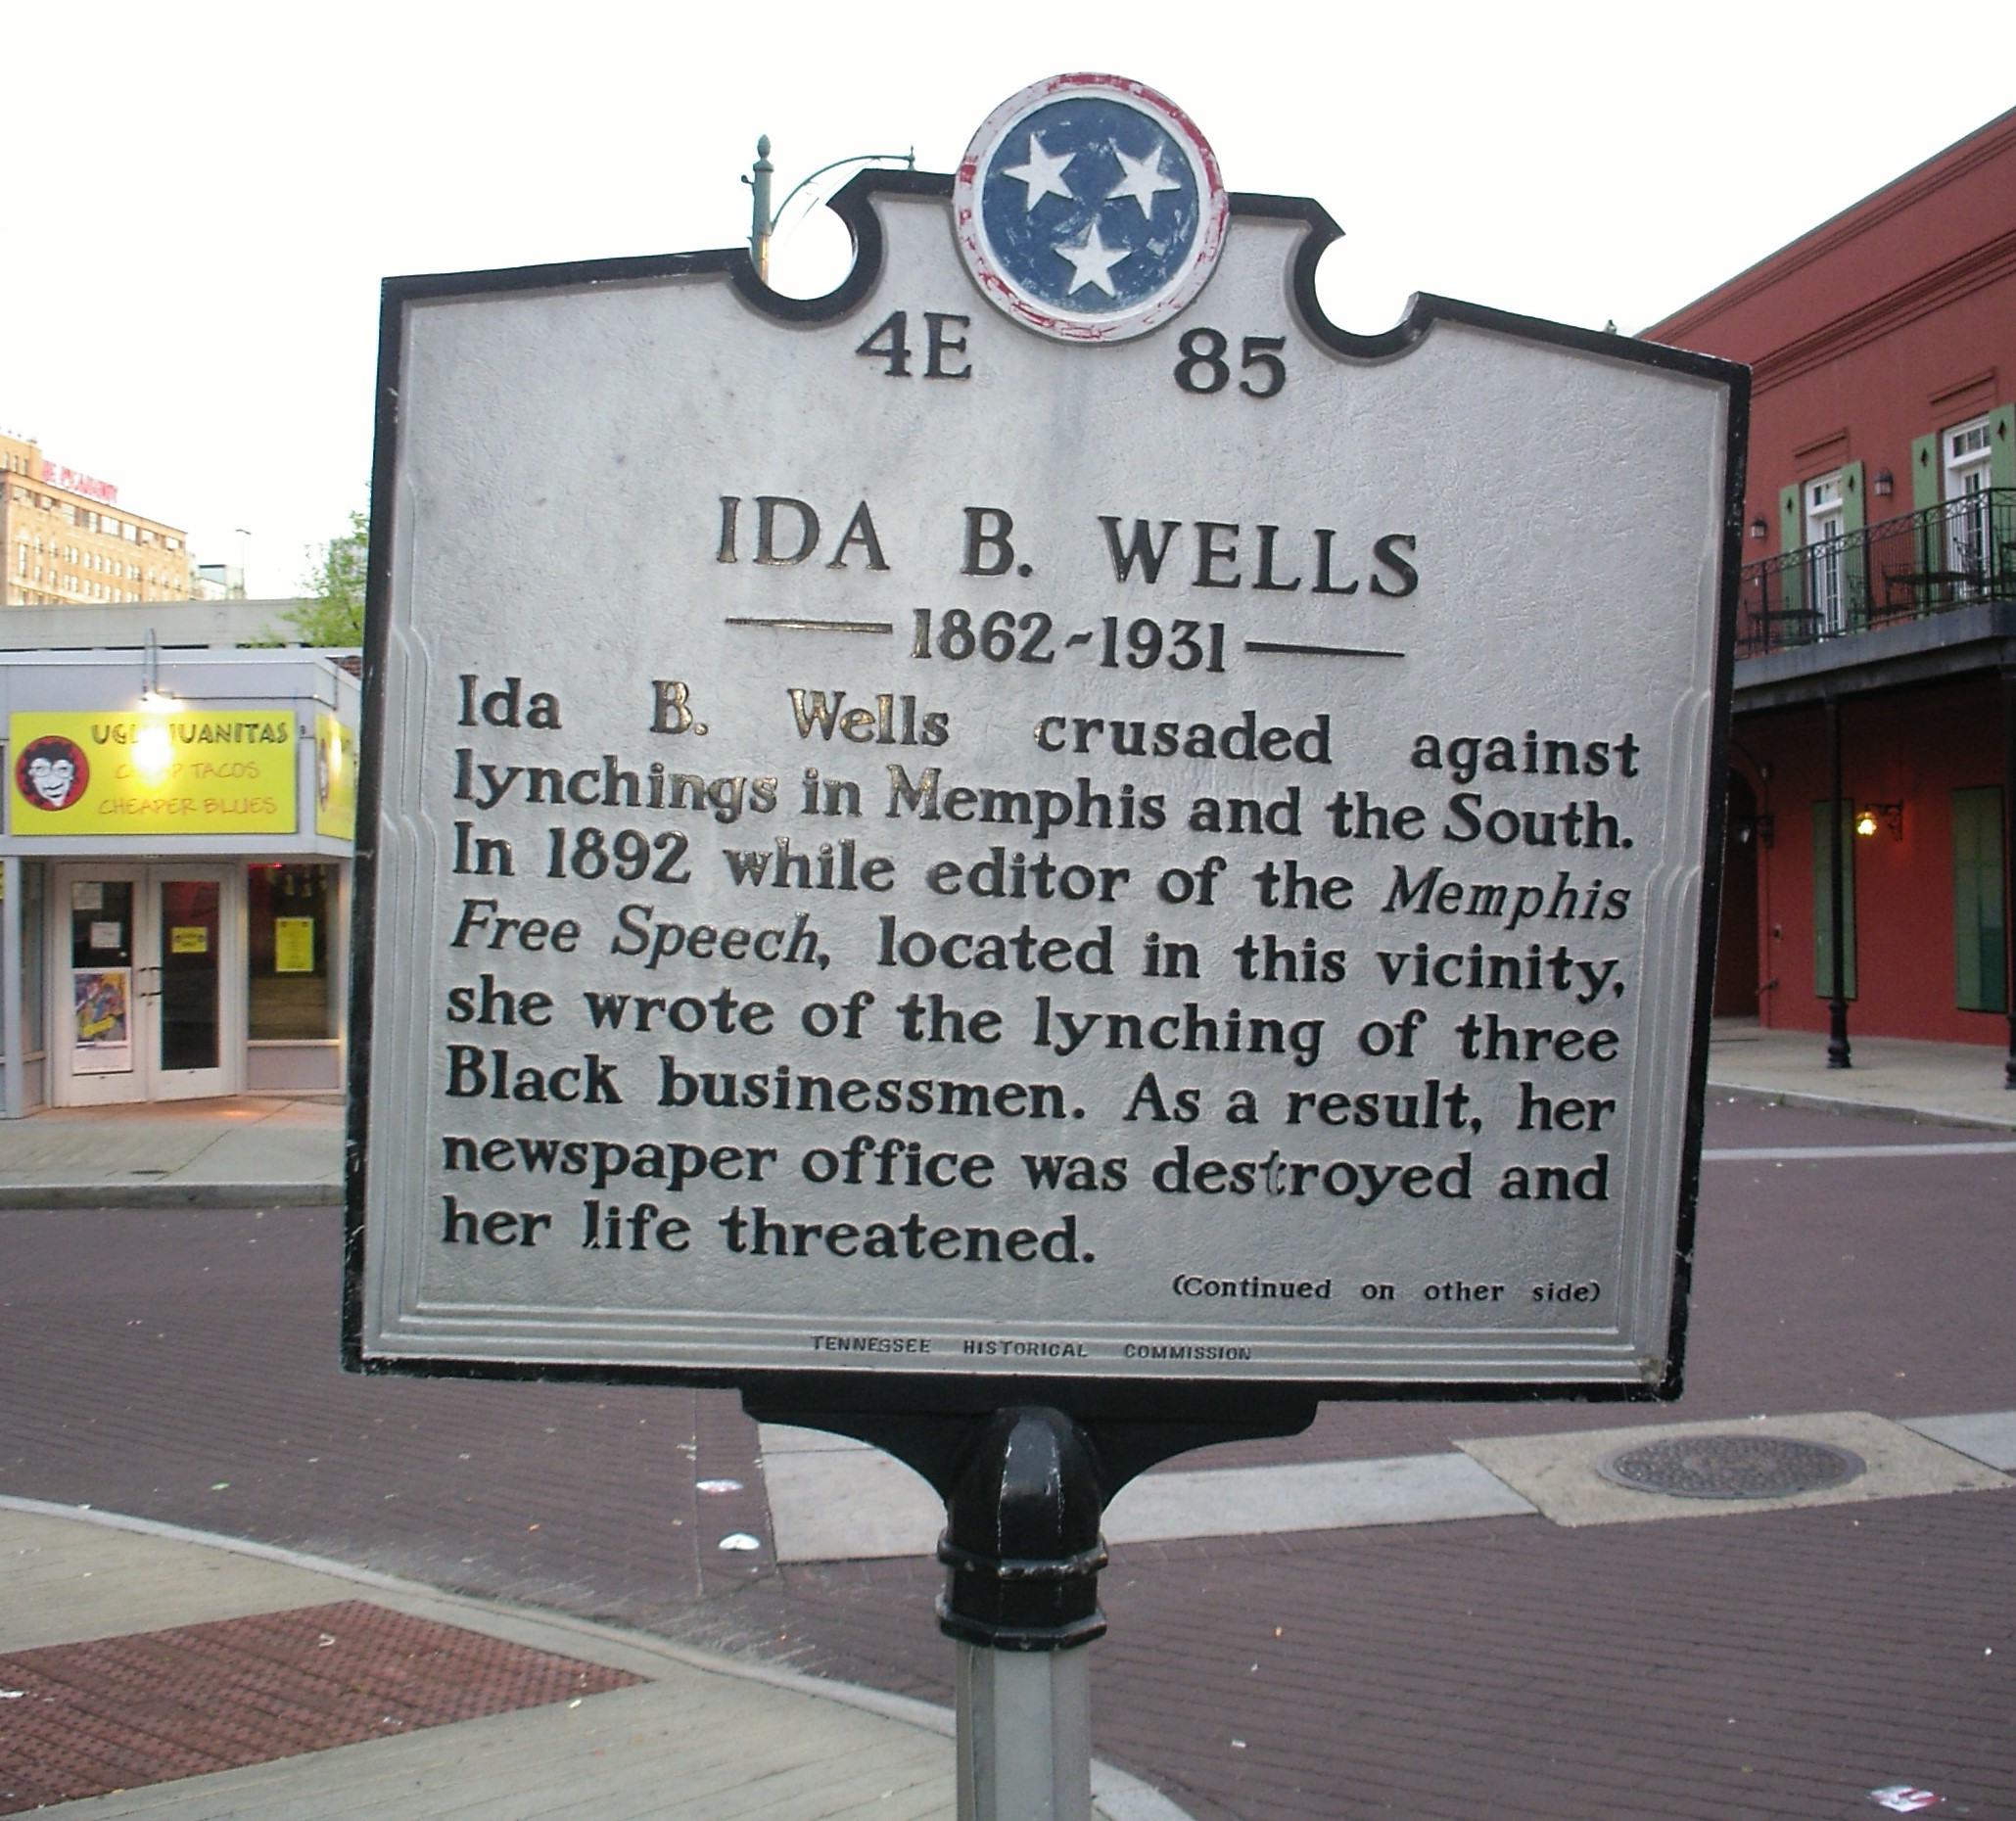 4E 85
IDA B. WELLS
1862~1931
Ida B. Wells crusaded against
lynchings in Memphis and the South.
In 1892 while editor of the Memphis
Free Speech, located in this vicinity,
she wrote of the lynching of three
Black businessmen. As a result, her
newspaper office was destroyed and
her life threatened.
(Continued on other side)
TENNESSEE HISTORICAL COMMISSION
PEABODY
JUANITAS
TACOS
CHEAPER BLUES